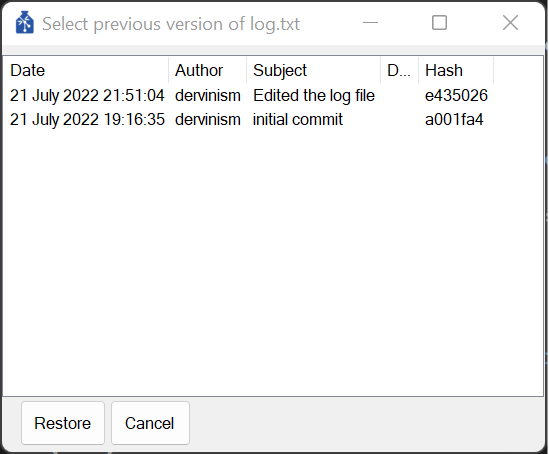 Select previous version of log.txt
Date Author Subject D... Hash
21 July 2022 21:51:04 dervinism Edited the log file e435026
21 July 2022 19:16:35 dervinism initial commit a001fa4
Restore Cancel